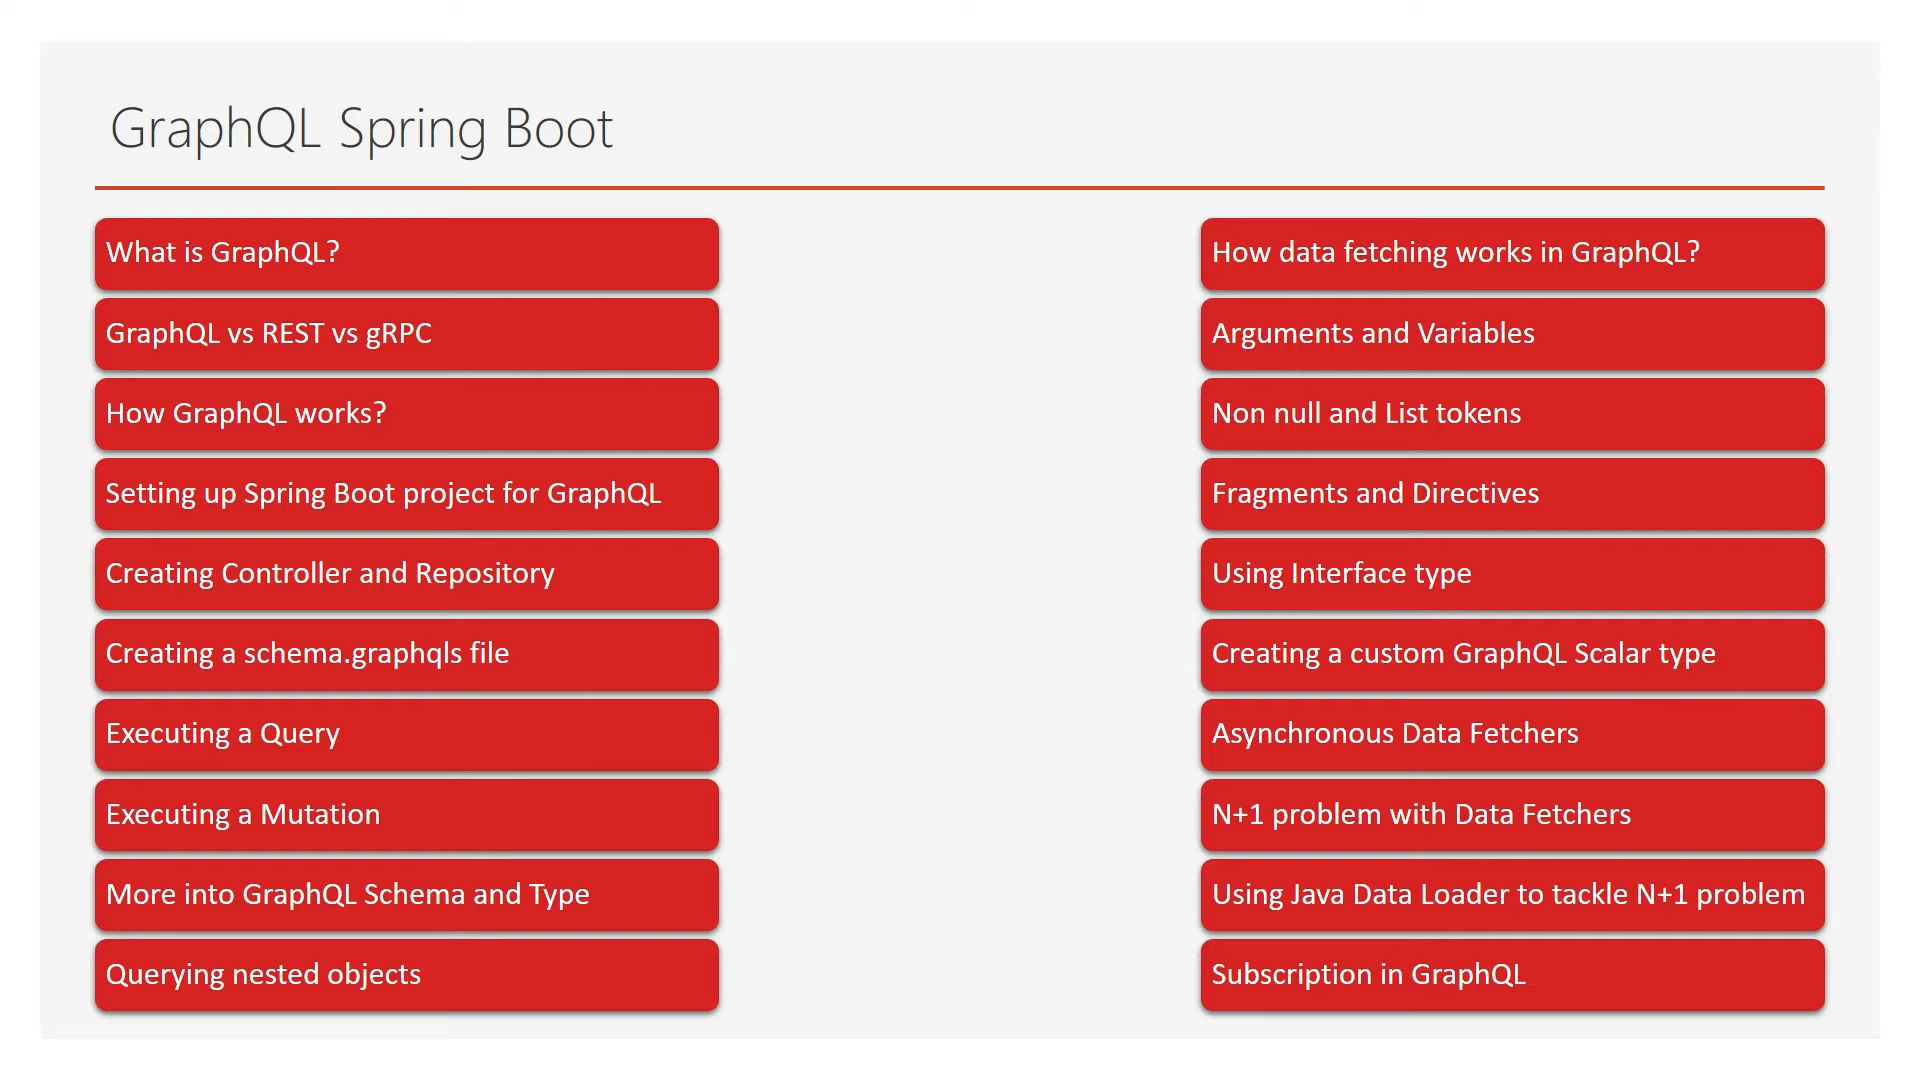 GraphQL Spring Boot
What is GraphQL?
GraphQL vs REST vs gRPC
How GraphQL works?
Setting up Spring Boot project for GraphQL
Creating Controller and Repository
Creating a schema.graphqls file
Executing a Query
Executing a Mutation
More into GraphQL Schema and Type
Querying nested objects
How data fetching works in GraphQL?
Arguments and Variables
Non null and List tokens
Fragments and Directives
Using Interface type
Creating a custom GraphQL Scalar type
Asynchronous Data Fetchers
N+1 problem with Data Fetchers
Using Java Data Loader to tackle N+1 problem
Subscription in GraphQL